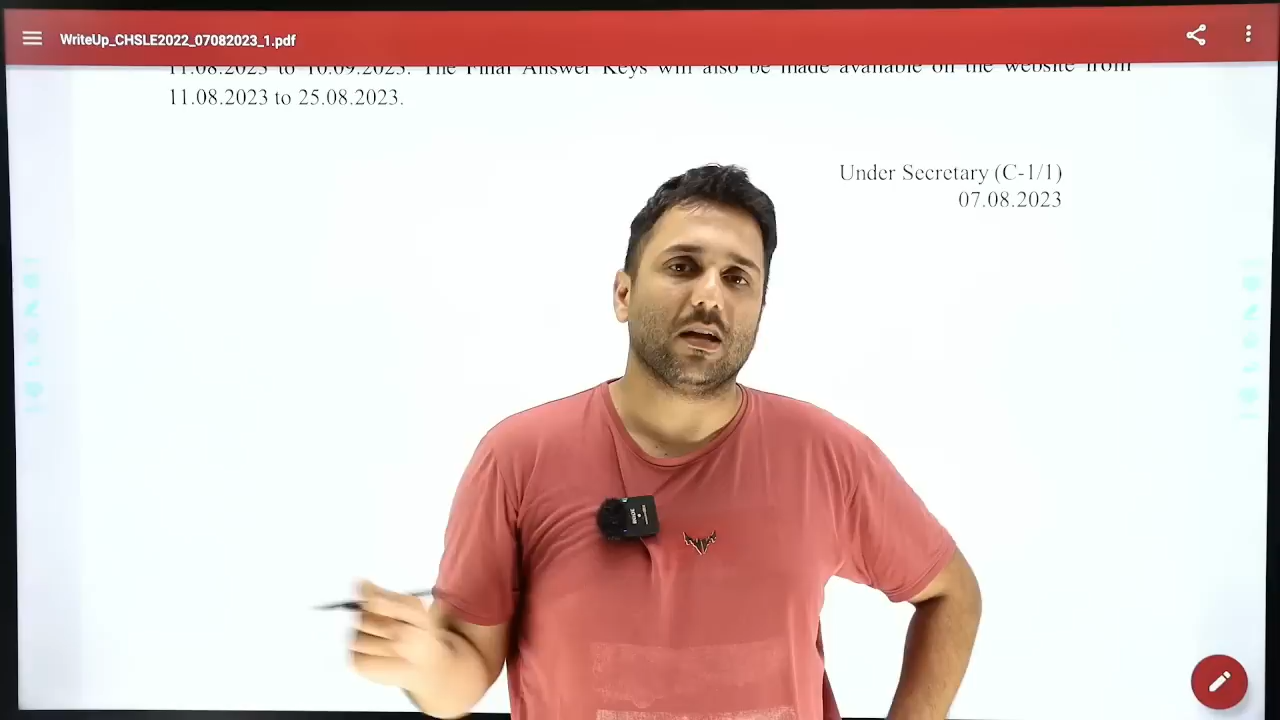 WriteUp_CHSLE2022_07082023_1.pdf
11.08.2023 to 10.09.2023. The Final Answer Keys will also be made available on the website from
11.08.2023 to 25.08.2023.
Under Secretary (C-1/1)
07.08.2023